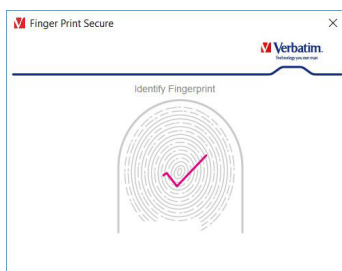 Finger Print Secure
Verbatim.
Technology you can trust
Identify Fingerprint